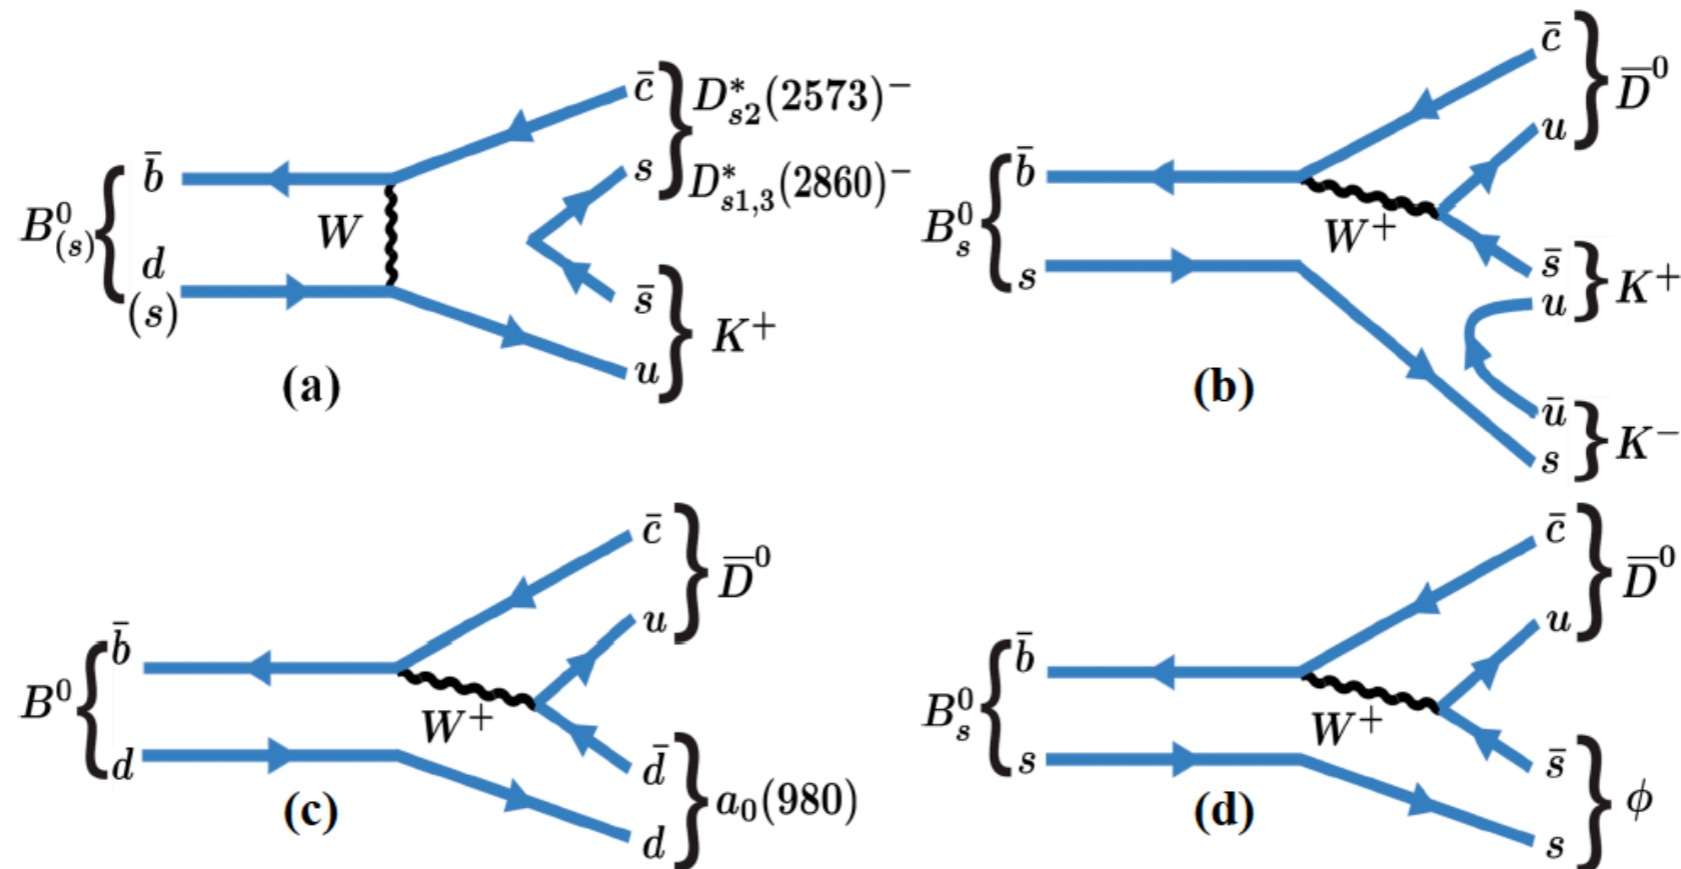 b̄
B⁰₍ₛ₎
d
(s)
W
c̄
s
s̄
u
D*ₛ₂(2573)⁻
D*ₛ₁,₃(2860)⁻
K⁺
(a)
b̄
B⁰ₛ
s
W⁺
c̄
u
s̄
u
ū
s
D̄⁰
K⁺
K⁻
(b)
b̄
B⁰
d
W⁺
c̄
u
d̄
d
D̄⁰
a₀(980)
(c)
b̄
B⁰ₛ
s
W⁺
c̄
u
s̄
s
D̄⁰
ϕ
(d)